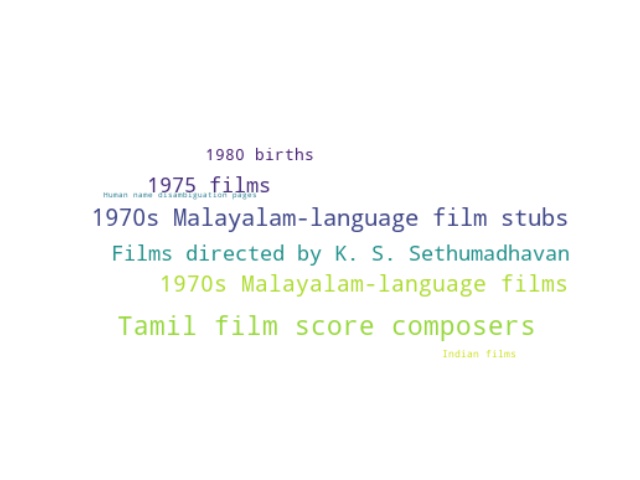 1980 births
1975 films
Human name disambiguation pages
1970s Malayalam-language film stubs
Films directed by K. S. Sethumadhavan
1970s Malayalam-language films
Tamil film score composers
Indian films